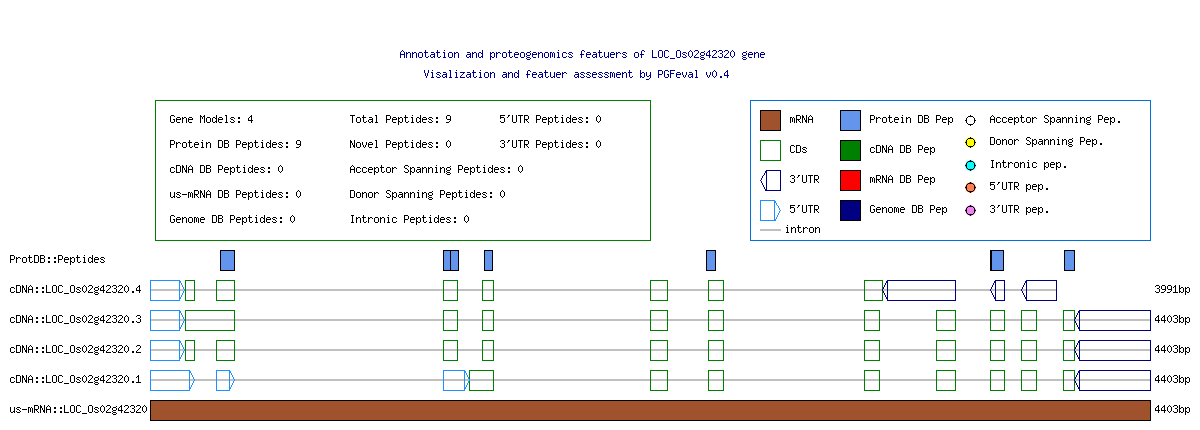 Annotation and proteogenomics featuers of LOC_Os02g42320 gene
Visalization and featuer assessment by PGFeval v0.4
Gene Models: 4 Total Peptides: 9 5'UTR Peptides: 0
Protein DB Peptides: 9 Novel Peptides: 0 3'UTR Peptides: 0
cDNA DB Peptides: 0 Acceptor Spanning Peptides: 0
us-mRNA DB Peptides: 0 Donor Spanning Peptides: 0
Genome DB Peptides: 0 Intronic Peptides: 0
mRNA Protein DB Pep Acceptor Spanning Pep.
CDs cDNA DB Pep Donor Spanning Pep.
3'UTR mRNA DB Pep Intronic pep.
5'UTR Genome DB Pep 5'UTR pep.
intron 3'UTR pep.
ProtDB::Peptides
cDNA::LOC_Os02g42320.4 3991bp
cDNA::LOC_Os02g42320.3 4403bp
cDNA::LOC_Os02g42320.2 4403bp
cDNA::LOC_Os02g42320.1 4403bp
us-mRNA::LOC_Os02g42320 4403bp